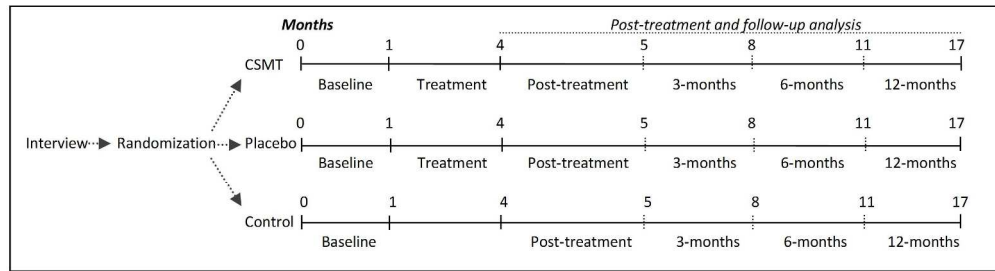 Months Post-treatment and follow-up analysis
0 1 4 5 8 11 17
CSMT
Baseline Treatment Post-treatment 3-months 6-months 12-months
0 1 4 5 8 11 17
Interview Randomization Placebo
Baseline Treatment Post-treatment 3-months 6-months 12-months
0 1 4 5 8 11 17
Control
Baseline Post-treatment 3-months 6-months 12-months